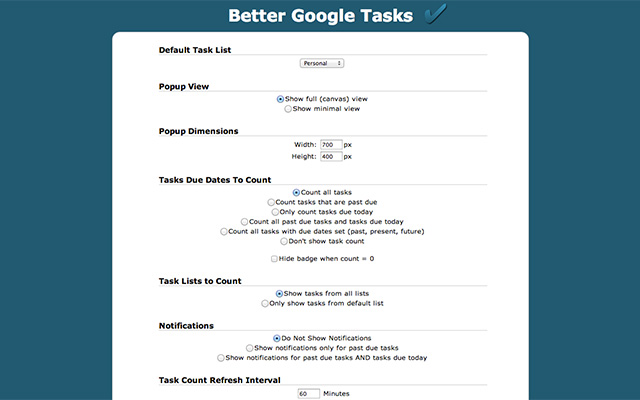 Better Google Tasks
Default Task List
Personal
Popup View
Show full (canvas) view
Show minimal view
Popup Dimensions
Width: 700 px
Height: 400 px
Tasks Due Dates To Count
Count all tasks
Count tasks that are past due
Only count tasks due today
Count all past due tasks and tasks due today
Count all tasks with due dates set (past, present, future)
Don't show task count
Hide badge when count = 0
Task Lists to Count
Show tasks from all lists
Only show tasks from default list
Notifications
Do Not Show Notifications
Show notifications only for past due tasks
Show notifications for past due tasks AND tasks due today
Task Count Refresh Interval
60 Minutes